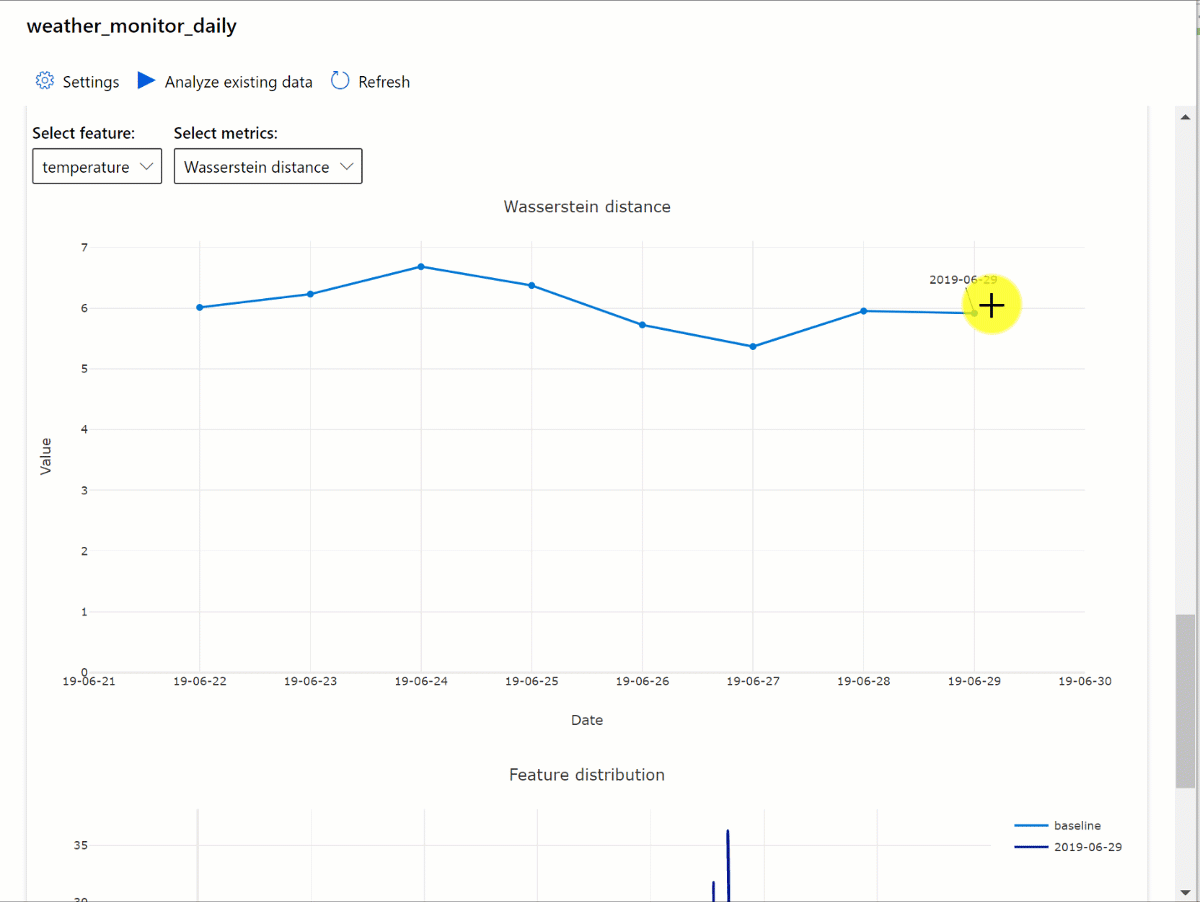 weather_monitor_daily
Settings Analyze existing data Refresh
Select feature: Select metrics:
temperature Wasserstein distance
Wasserstein distance
7
2019-06-29
6
5
4
Value
3
2
1
0
19-06-21 19-06-22 19-06-23 19-06-24 19-06-25 19-06-26 19-06-27 19-06-28 19-06-29 19-06-30
Date
Feature distribution
baseline
35
2019-06-29
30